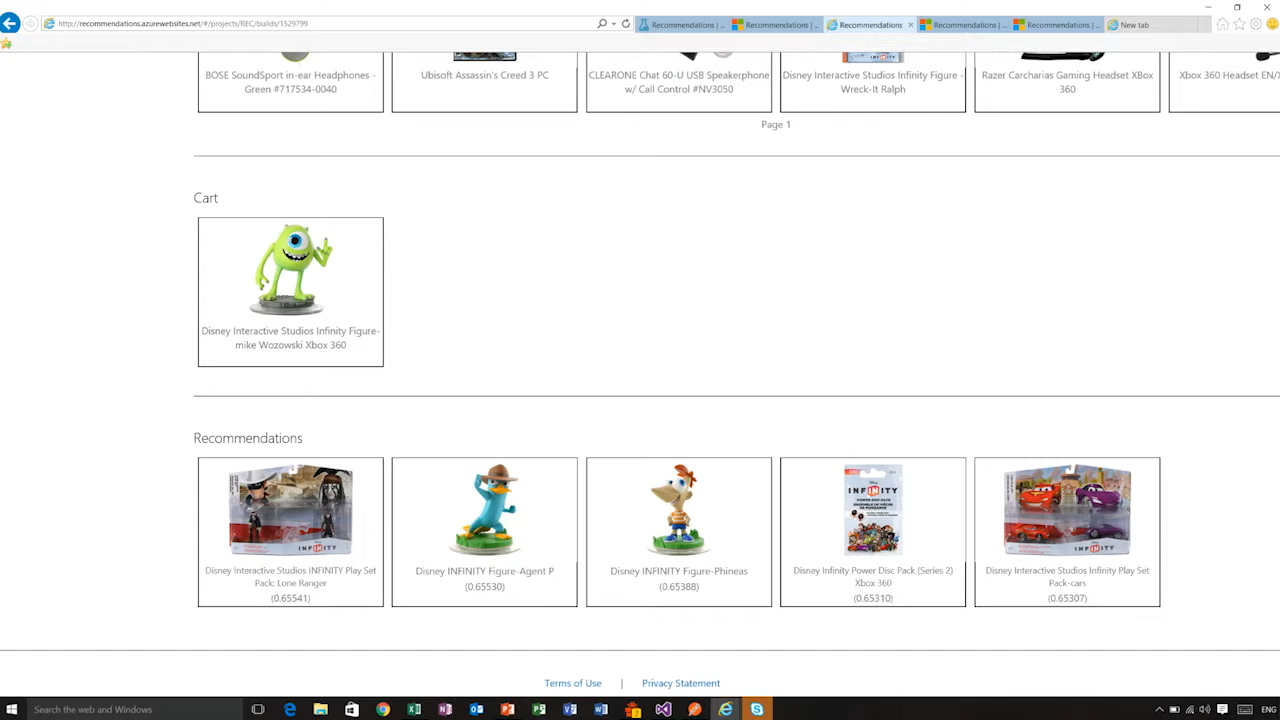 http://recommendations.azurewebsites.net/#/projects/REC/builds/1529799
Recommendations | ...
Recommendations | ...
Recommendations
Recommendations | ...
Recommendations | ...
New tab
BOSE SoundSport in-ear Headphones -
Green #717534-0040
Ubisoft Assassin's Creed 3 PC
CLEARONE Chat 60-U USB Speakerphone
w/ Call Control #NV3050
Disney Interactive Studios Infinity Figure -
Wreck-It Ralph
Razer Carcharias Gaming Headset XBox
360
Xbox 360 Headset EN/
Page 1
Cart
Disney Interactive Studios Infinity Figure-
mike Wozowski Xbox 360
Recommendations
INFINITY
INFINITY
INFINITY
Disney Interactive Studios INFINITY Play Set
Pack: Lone Ranger
(0.65541)
Disney INFINITY Figure-Agent P
(0.65530)
Disney INFINITY Figure-Phineas
(0.65388)
Disney Infinity Power Disc Pack (Series 2)
Xbox 360
(0.65310)
Disney Interactive Studios Infinity Play Set
Pack-cars
(0.65307)
Terms of Use | Privacy Statement
Search the web and Windows
ENG